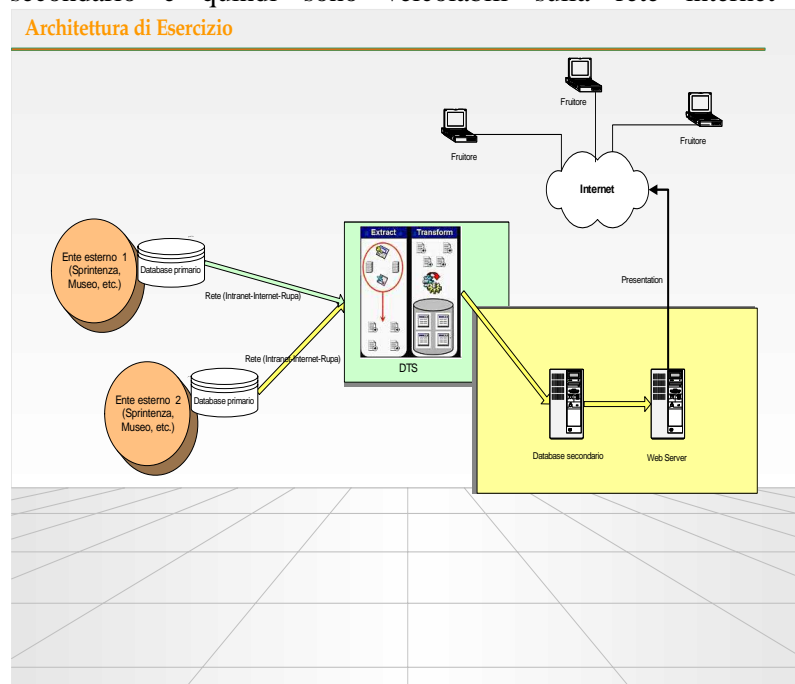 secondario e quindi sono veicolabili sulla rete internet
Architettura di Esercizio
Fruitore
Fruitore
Fruitore
Internet
Extract
Transform
Ente esterno 1
(Sprintenza,
Museo, etc.)
Database primario
Rete (Intranet-Internet-Rupa)
Presentation
Rete (Intranet-Internet-Rupa)
DTS
Ente esterno 2
(Sprintenza,
Museo, etc.)
Database primario
Database secondario
Web Server